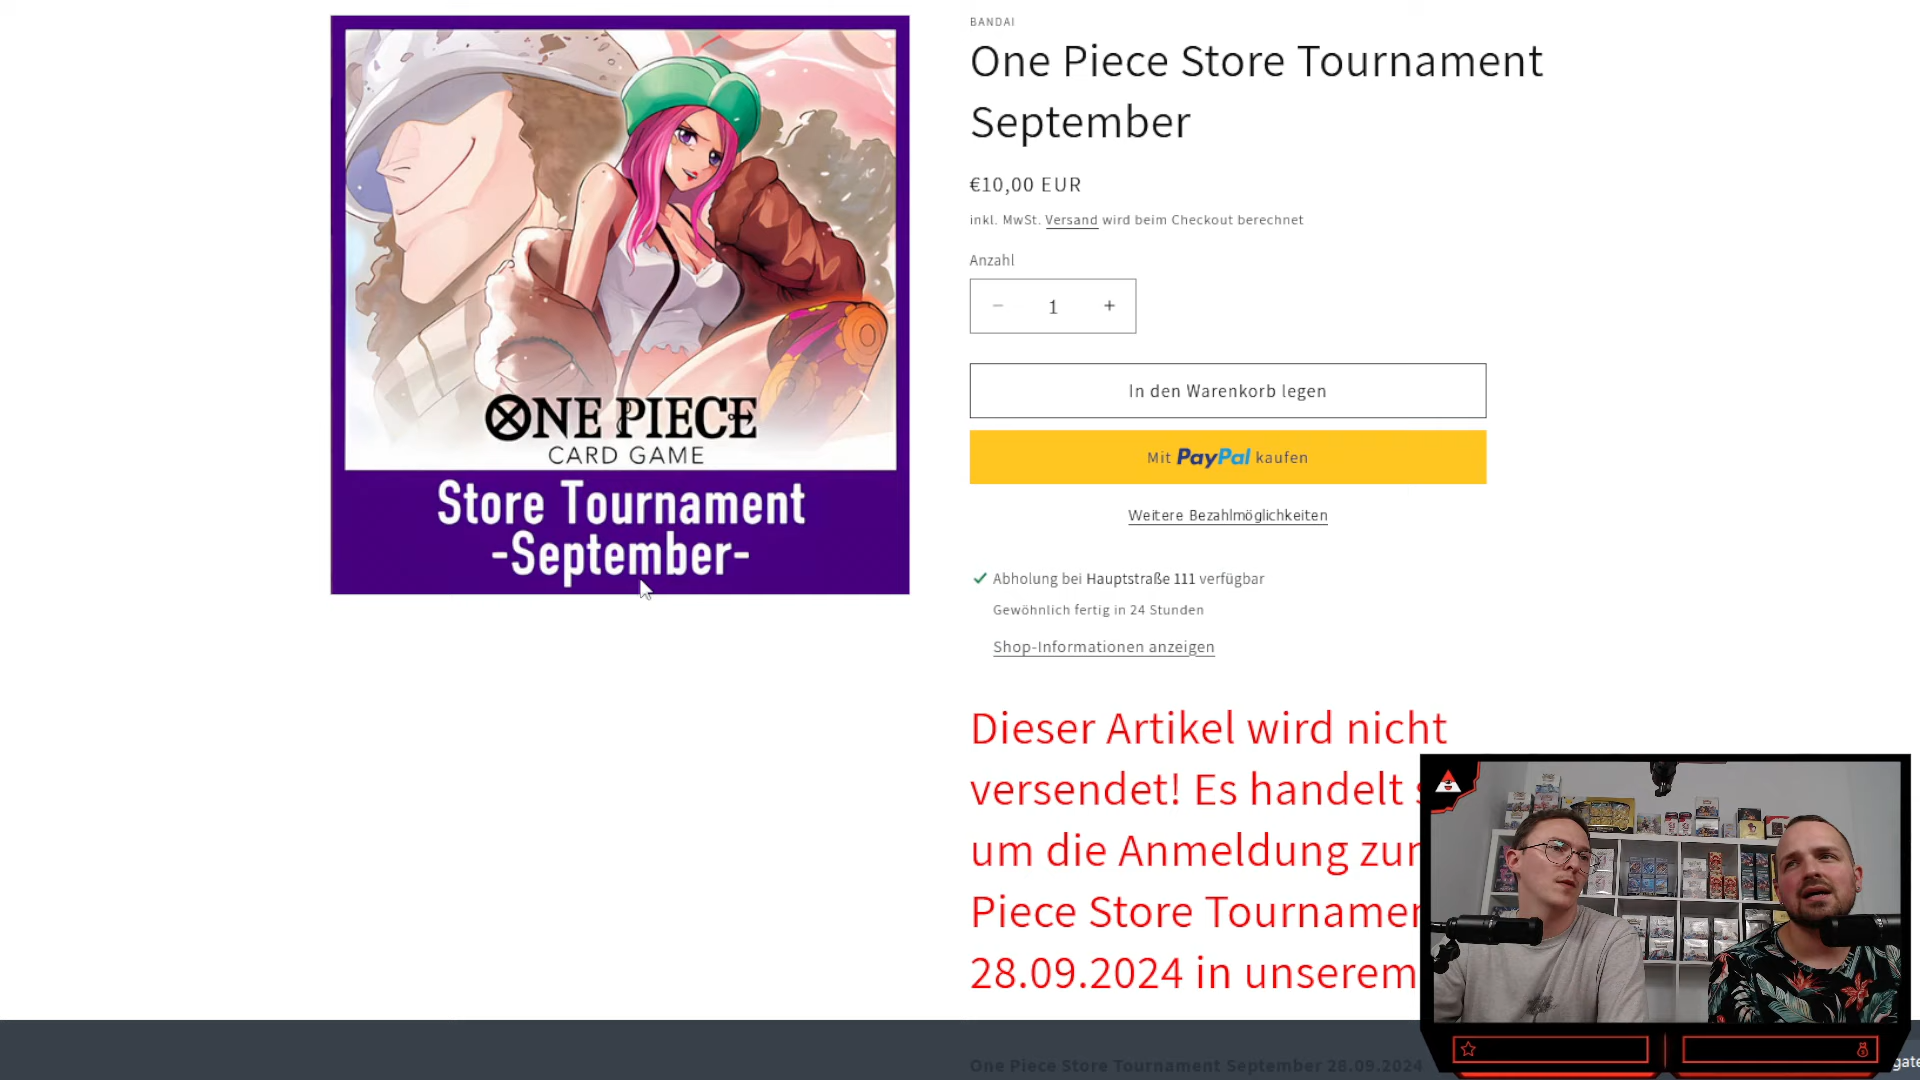 BANDAI
One Piece Store Tournament
September
€10,00 EUR
inkl. MwSt. Versand wird beim Checkout berechnet
Anzahl
− 1 +
In den Warenkorb legen
Mit PayPal kaufen
Weitere Bezahlmöglichkeiten
Abholung bei Hauptstraße 111 verfügbar
Gewöhnlich fertig in 24 Stunden
Shop-Informationen anzeigen
Dieser Artikel wird nicht
versendet! Es handelt
um die Anmeldung zur
Piece Store
28.09.2024 in unserem
One Piece Store Tournament September 28.09.2024
ONE PIECE
CARD GAME
Store Tournament
-September-